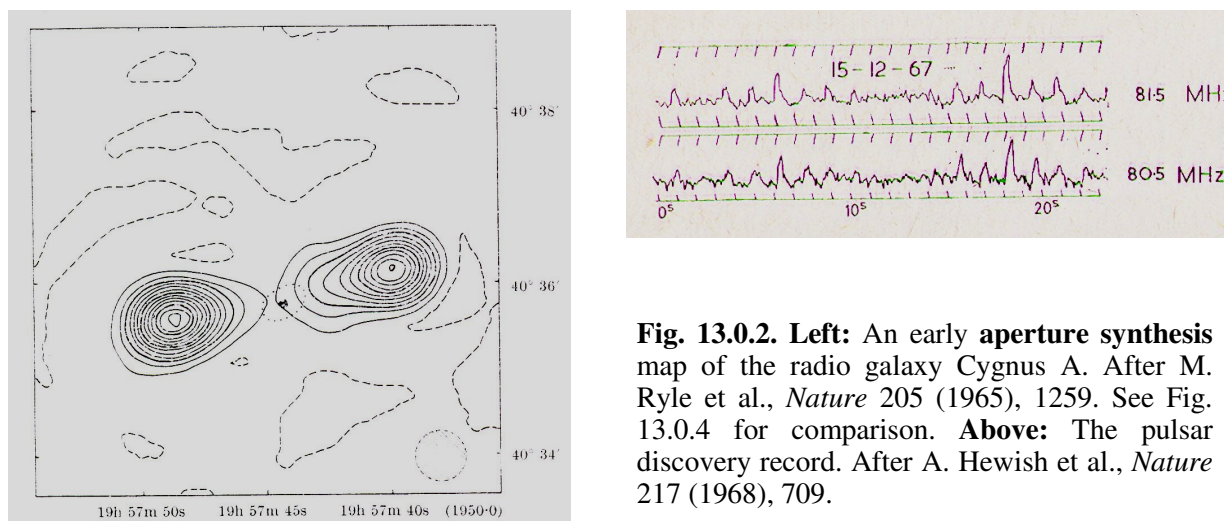 40° 38′
40° 36′
40° 34′
19h 57m 50s 19h 57m 45s 19h 57m 40s (1950·0)
15-12-67
81·5 MHz
80·5 MHz
0s 10s 20s
Fig. 13.0.2. Left: An early aperture synthesis
map of the radio galaxy Cygnus A. After M.
Ryle et al., Nature 205 (1965), 1259. See Fig.
13.0.4 for comparison. Above: The pulsar
discovery record. After A. Hewish et al., Nature
217 (1968), 709.